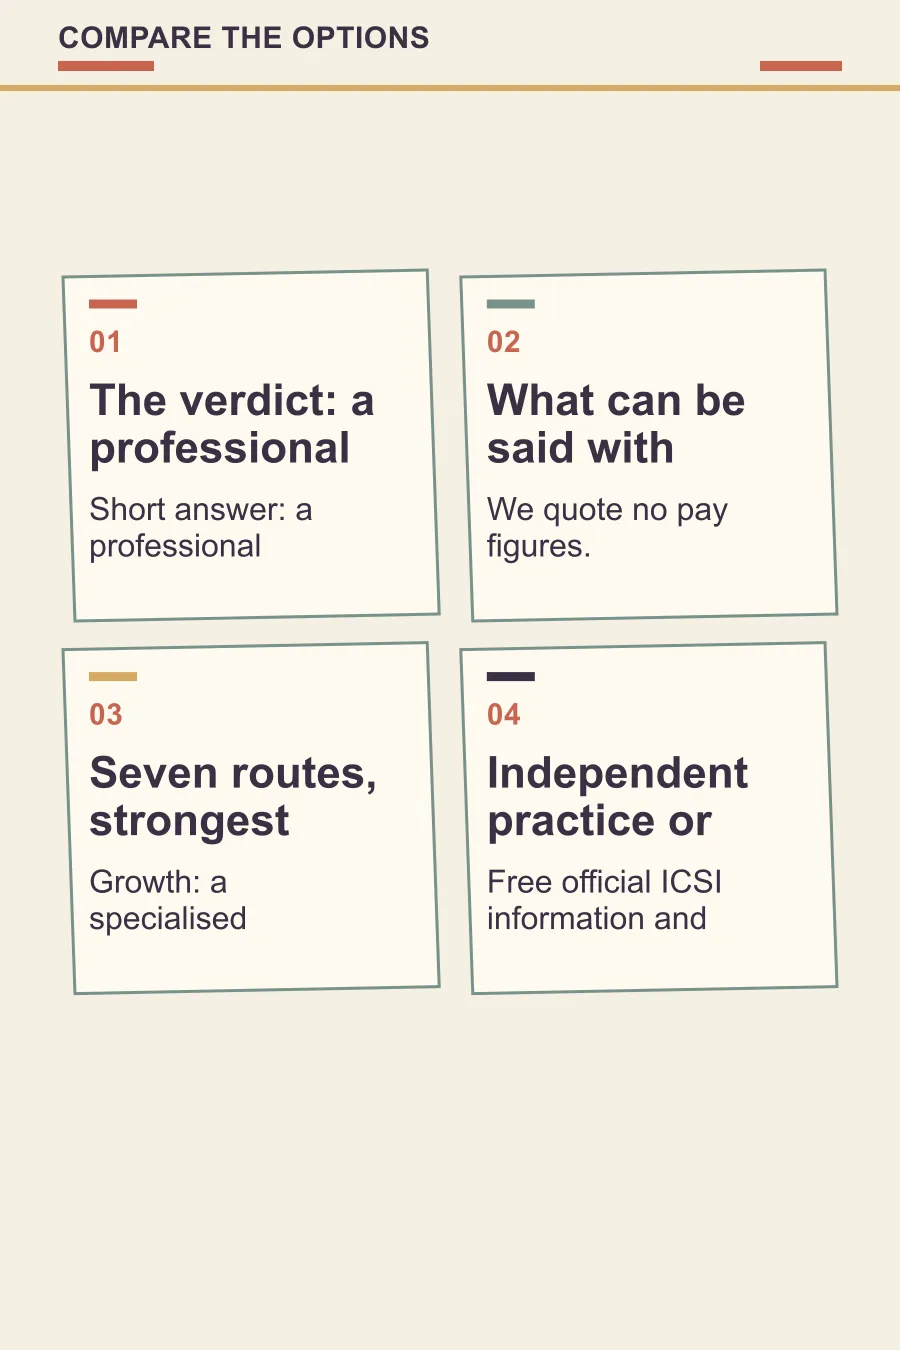 COMPARE THE OPTIONS
01
The verdict: a
professional
Short answer: a
professional
02
What can be
said with
We quote no pay
figures.
03
Seven routes,
strongest
Growth: a
specialised
04
Independent
practice or
Free official ICSI
information and